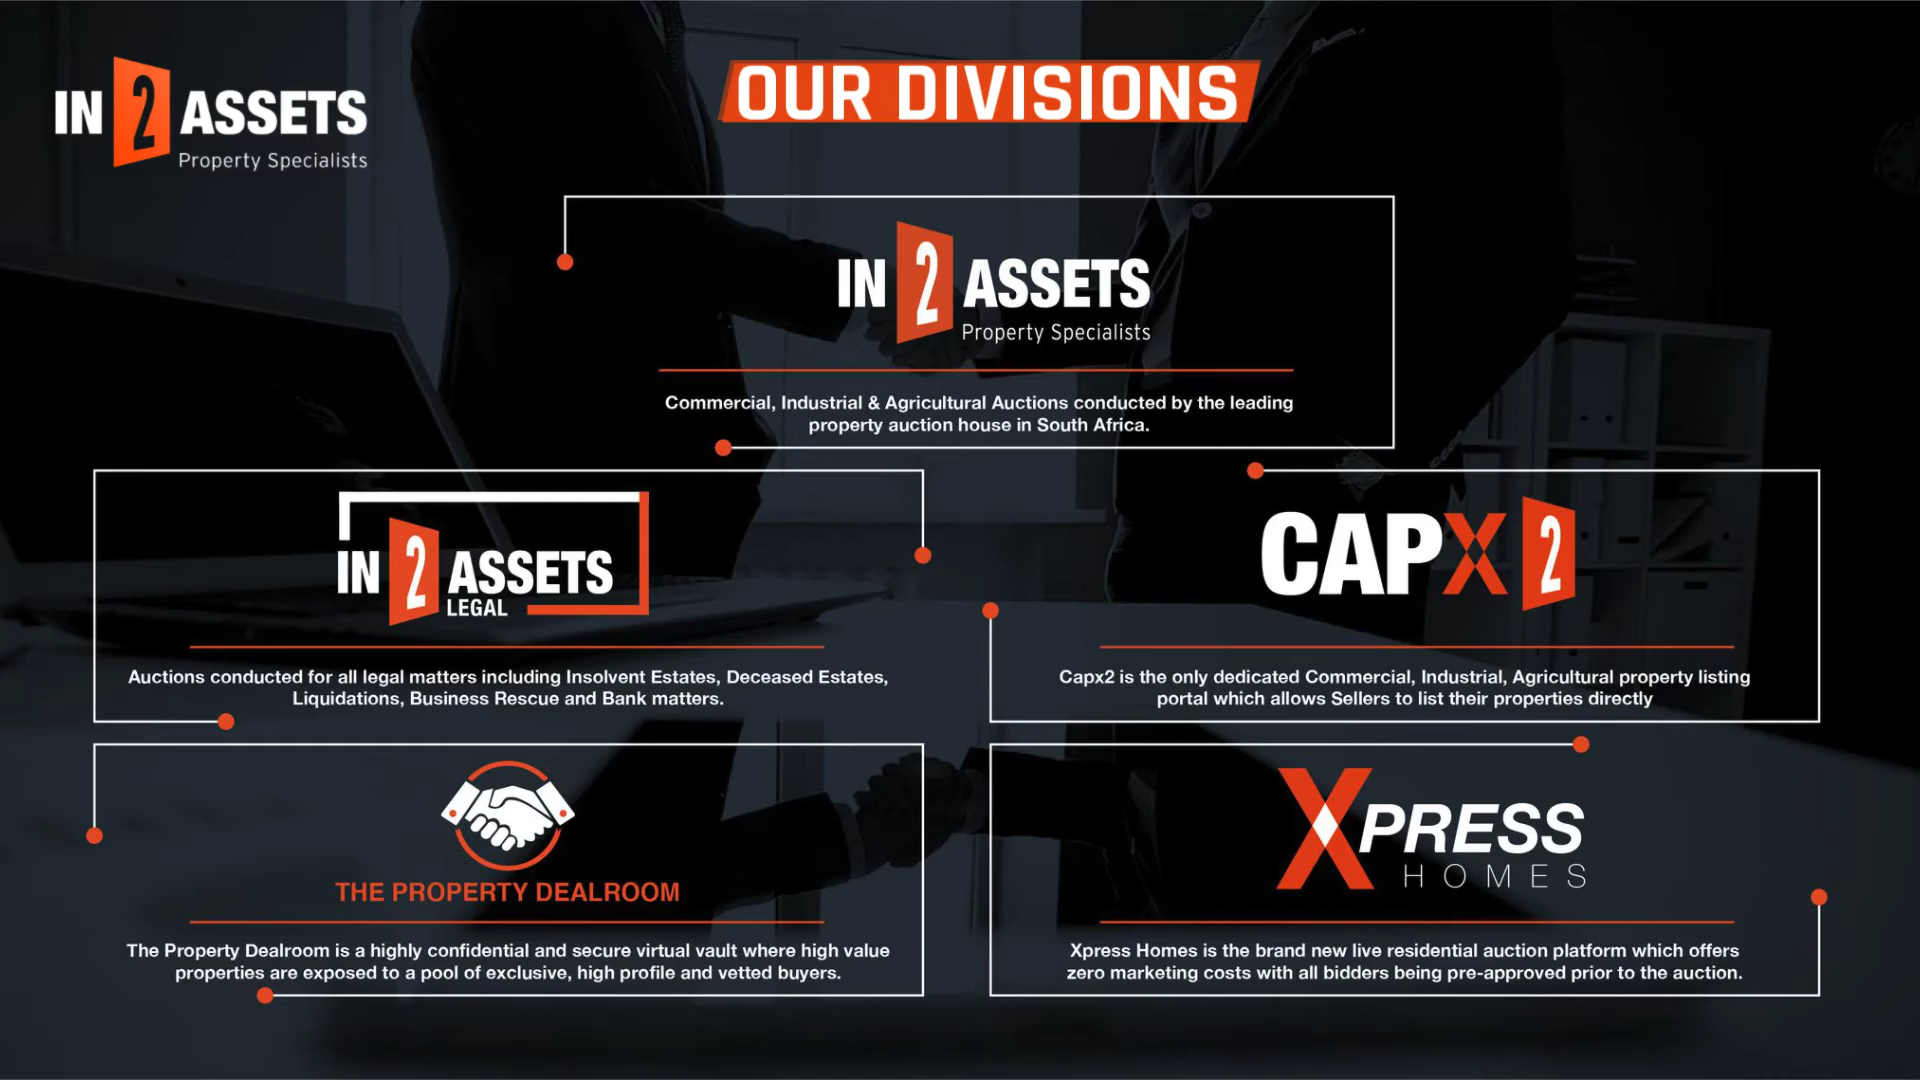 IN 2 ASSETS
Property Specialists
OUR DIVISIONS
IN 2 ASSETS
Property Specialists
Commercial, Industrial & Agricultural Auctions conducted by the leading
property auction house in South Africa.
IN 2 ASSETS
LEGAL
Auctions conducted for all legal matters including Insolvent Estates, Deceased Estates,
Liquidations, Business Rescue and Bank matters.
CAPX 2
Capx2 is the only dedicated Commercial, Industrial, Agricultural property listing
portal which allows Sellers to list their properties directly
THE PROPERTY DEALROOM
The Property Dealroom is a highly confidential and secure virtual vault where high value
properties are exposed to a pool of exclusive, high profile and vetted buyers.
XPRESS
HOMES
Xpress Homes is the brand new live residential auction platform which offers
zero marketing costs with all bidders being pre-approved prior to the auction.